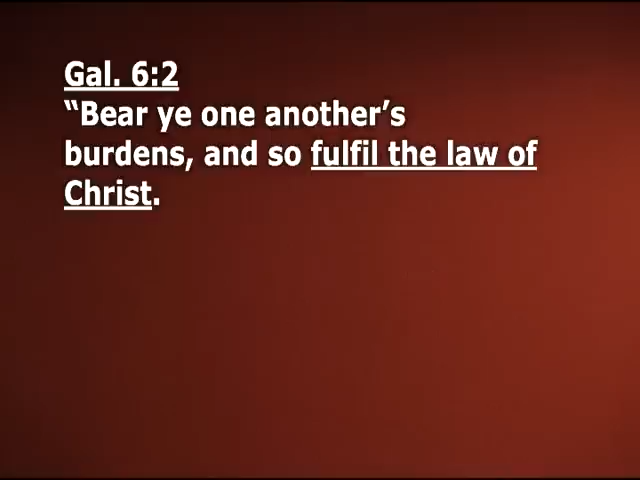 Gal. 6:2
“Bear ye one another’s
burdens, and so fulfil the law of
Christ.